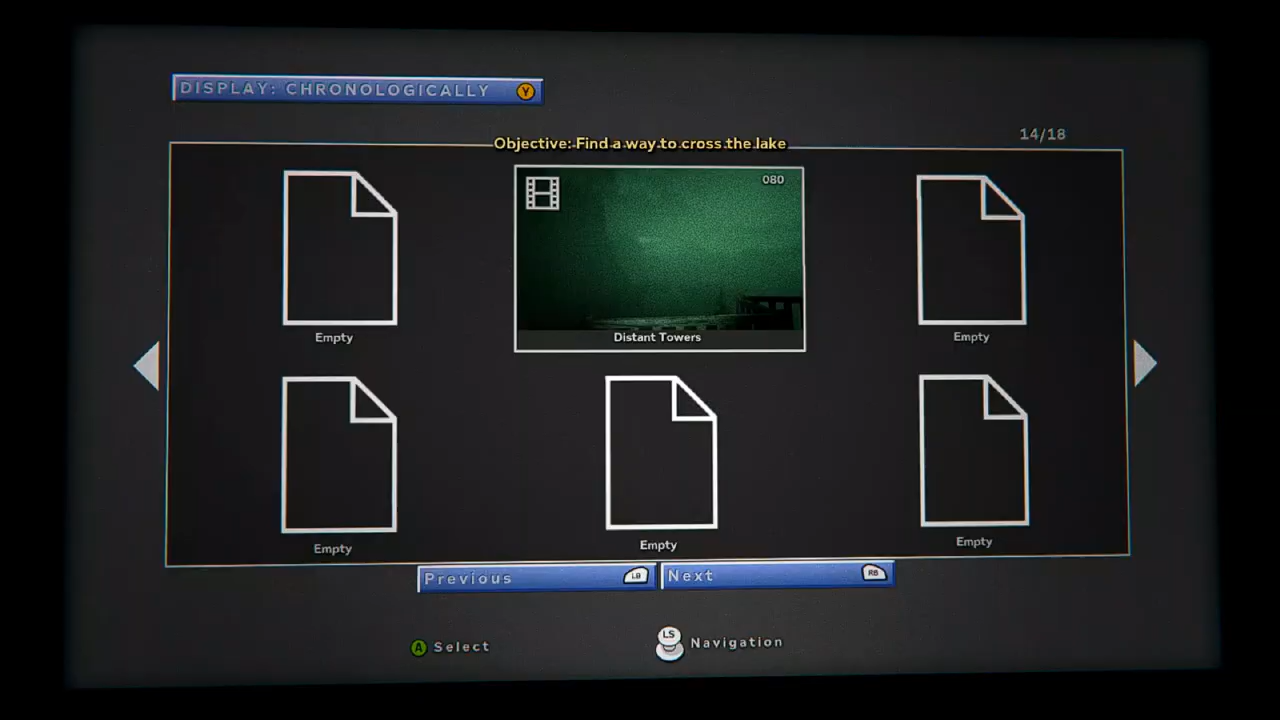 DISPLAY: CHRONOLOGICALLY Y
14/18
Objective: Find a way to cross the lake
080
Empty
Distant Towers
Empty
Empty
Empty
Empty
Previous LB
Next RB
A Select
LS Navigation